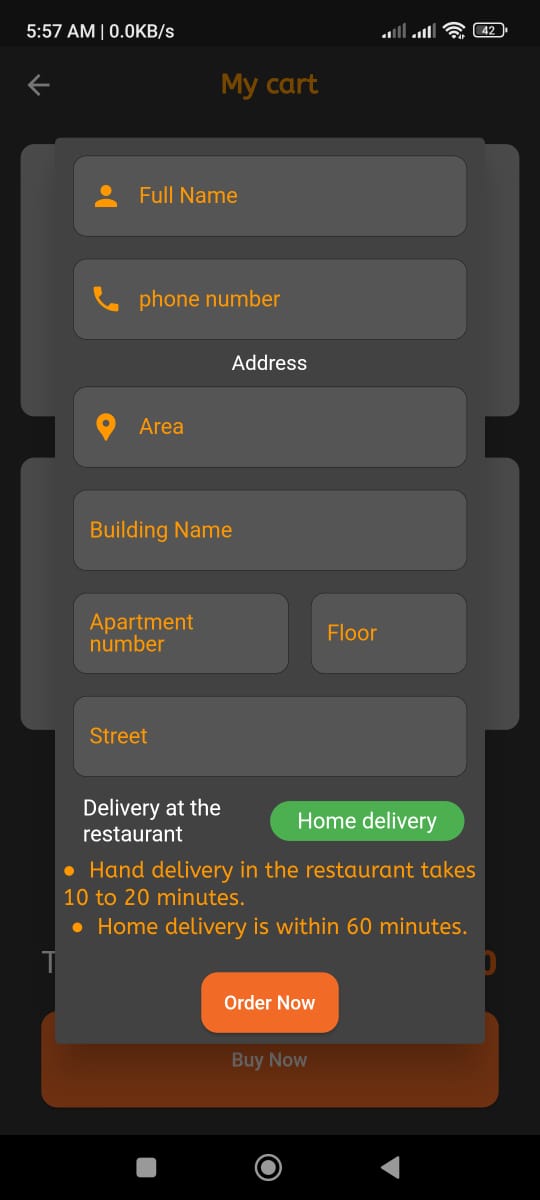 5:57 AM | 0.0KB/s
42
My cart
Full Name
phone number
Address
Area
Building Name
Apartment
number
Floor
Street
Delivery at the
restaurant
Home delivery
● Hand delivery in the restaurant takes
10 to 20 minutes.
● Home delivery is within 60 minutes.
T
0
Order Now
Buy Now